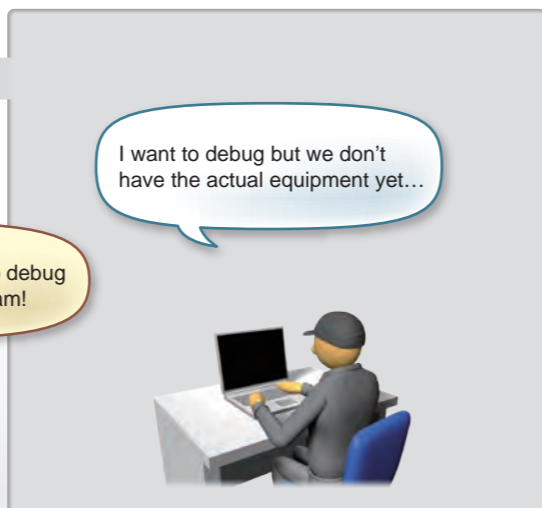 I want to debug but we don't
have the actual equipment yet…
debug
am!